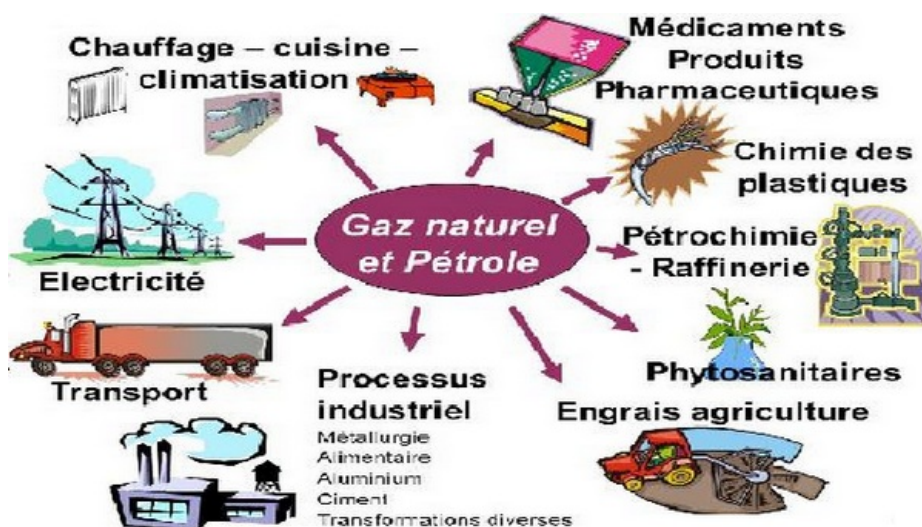 Chauffage – cuisine –
climatisation
Médicaments
Produits
Pharmaceutiques
Chimie des
plastiques
Gaz naturel
et Pétrole
Pétrochimie
- Raffinerie
Electricité
Transport
Processus
industriel
Métallurgie
Alimentaire
Aluminium
Ciment
Transformations diverses
Phytosanitaires
Engrais agriculture